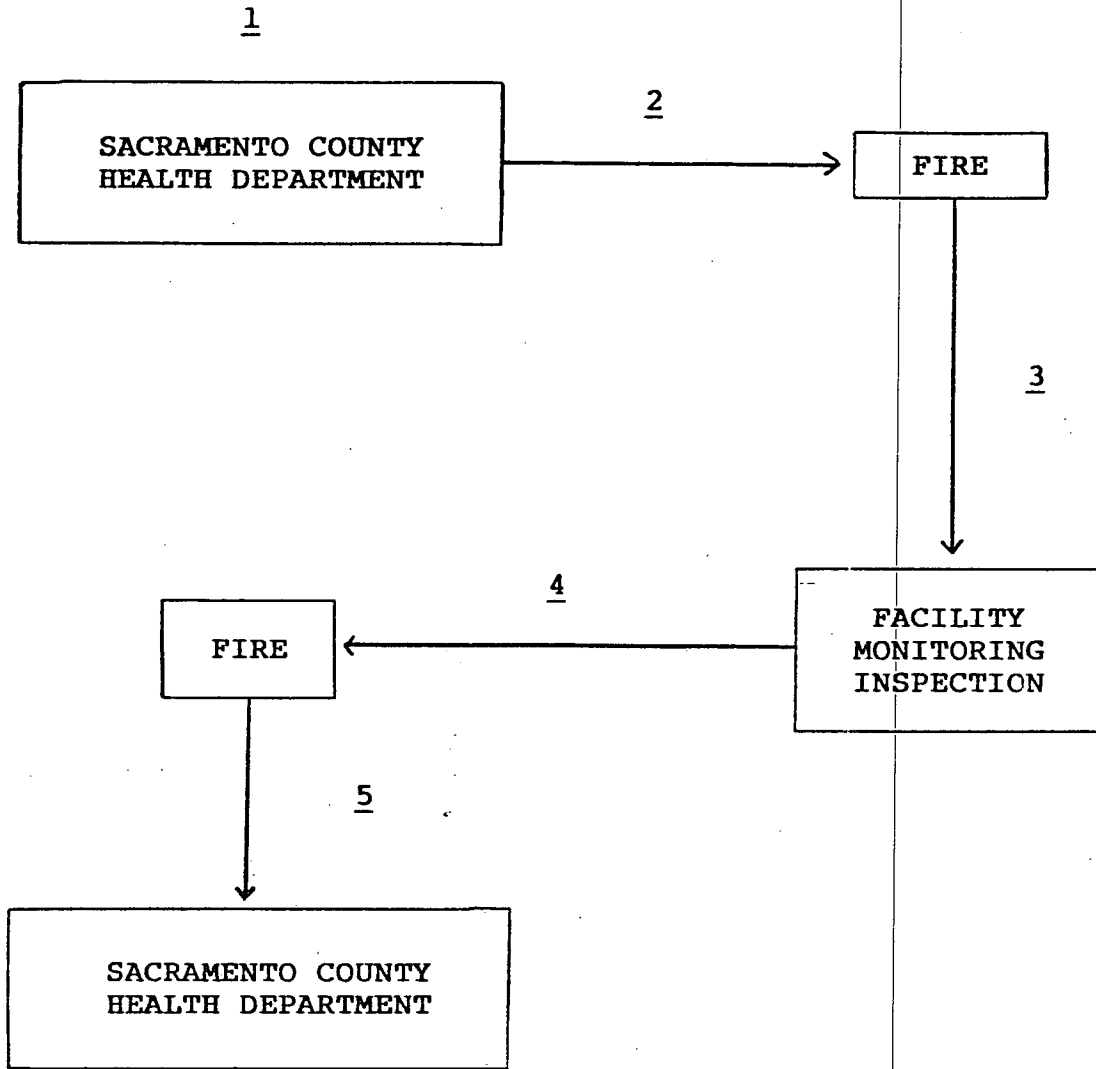 1
SACRAMENTO COUNTY
HEALTH DEPARTMENT
2
FIRE
3
FACILITY
MONITORING
INSPECTION
4
FIRE
5
SACRAMENTO COUNTY
HEALTH DEPARTMENT